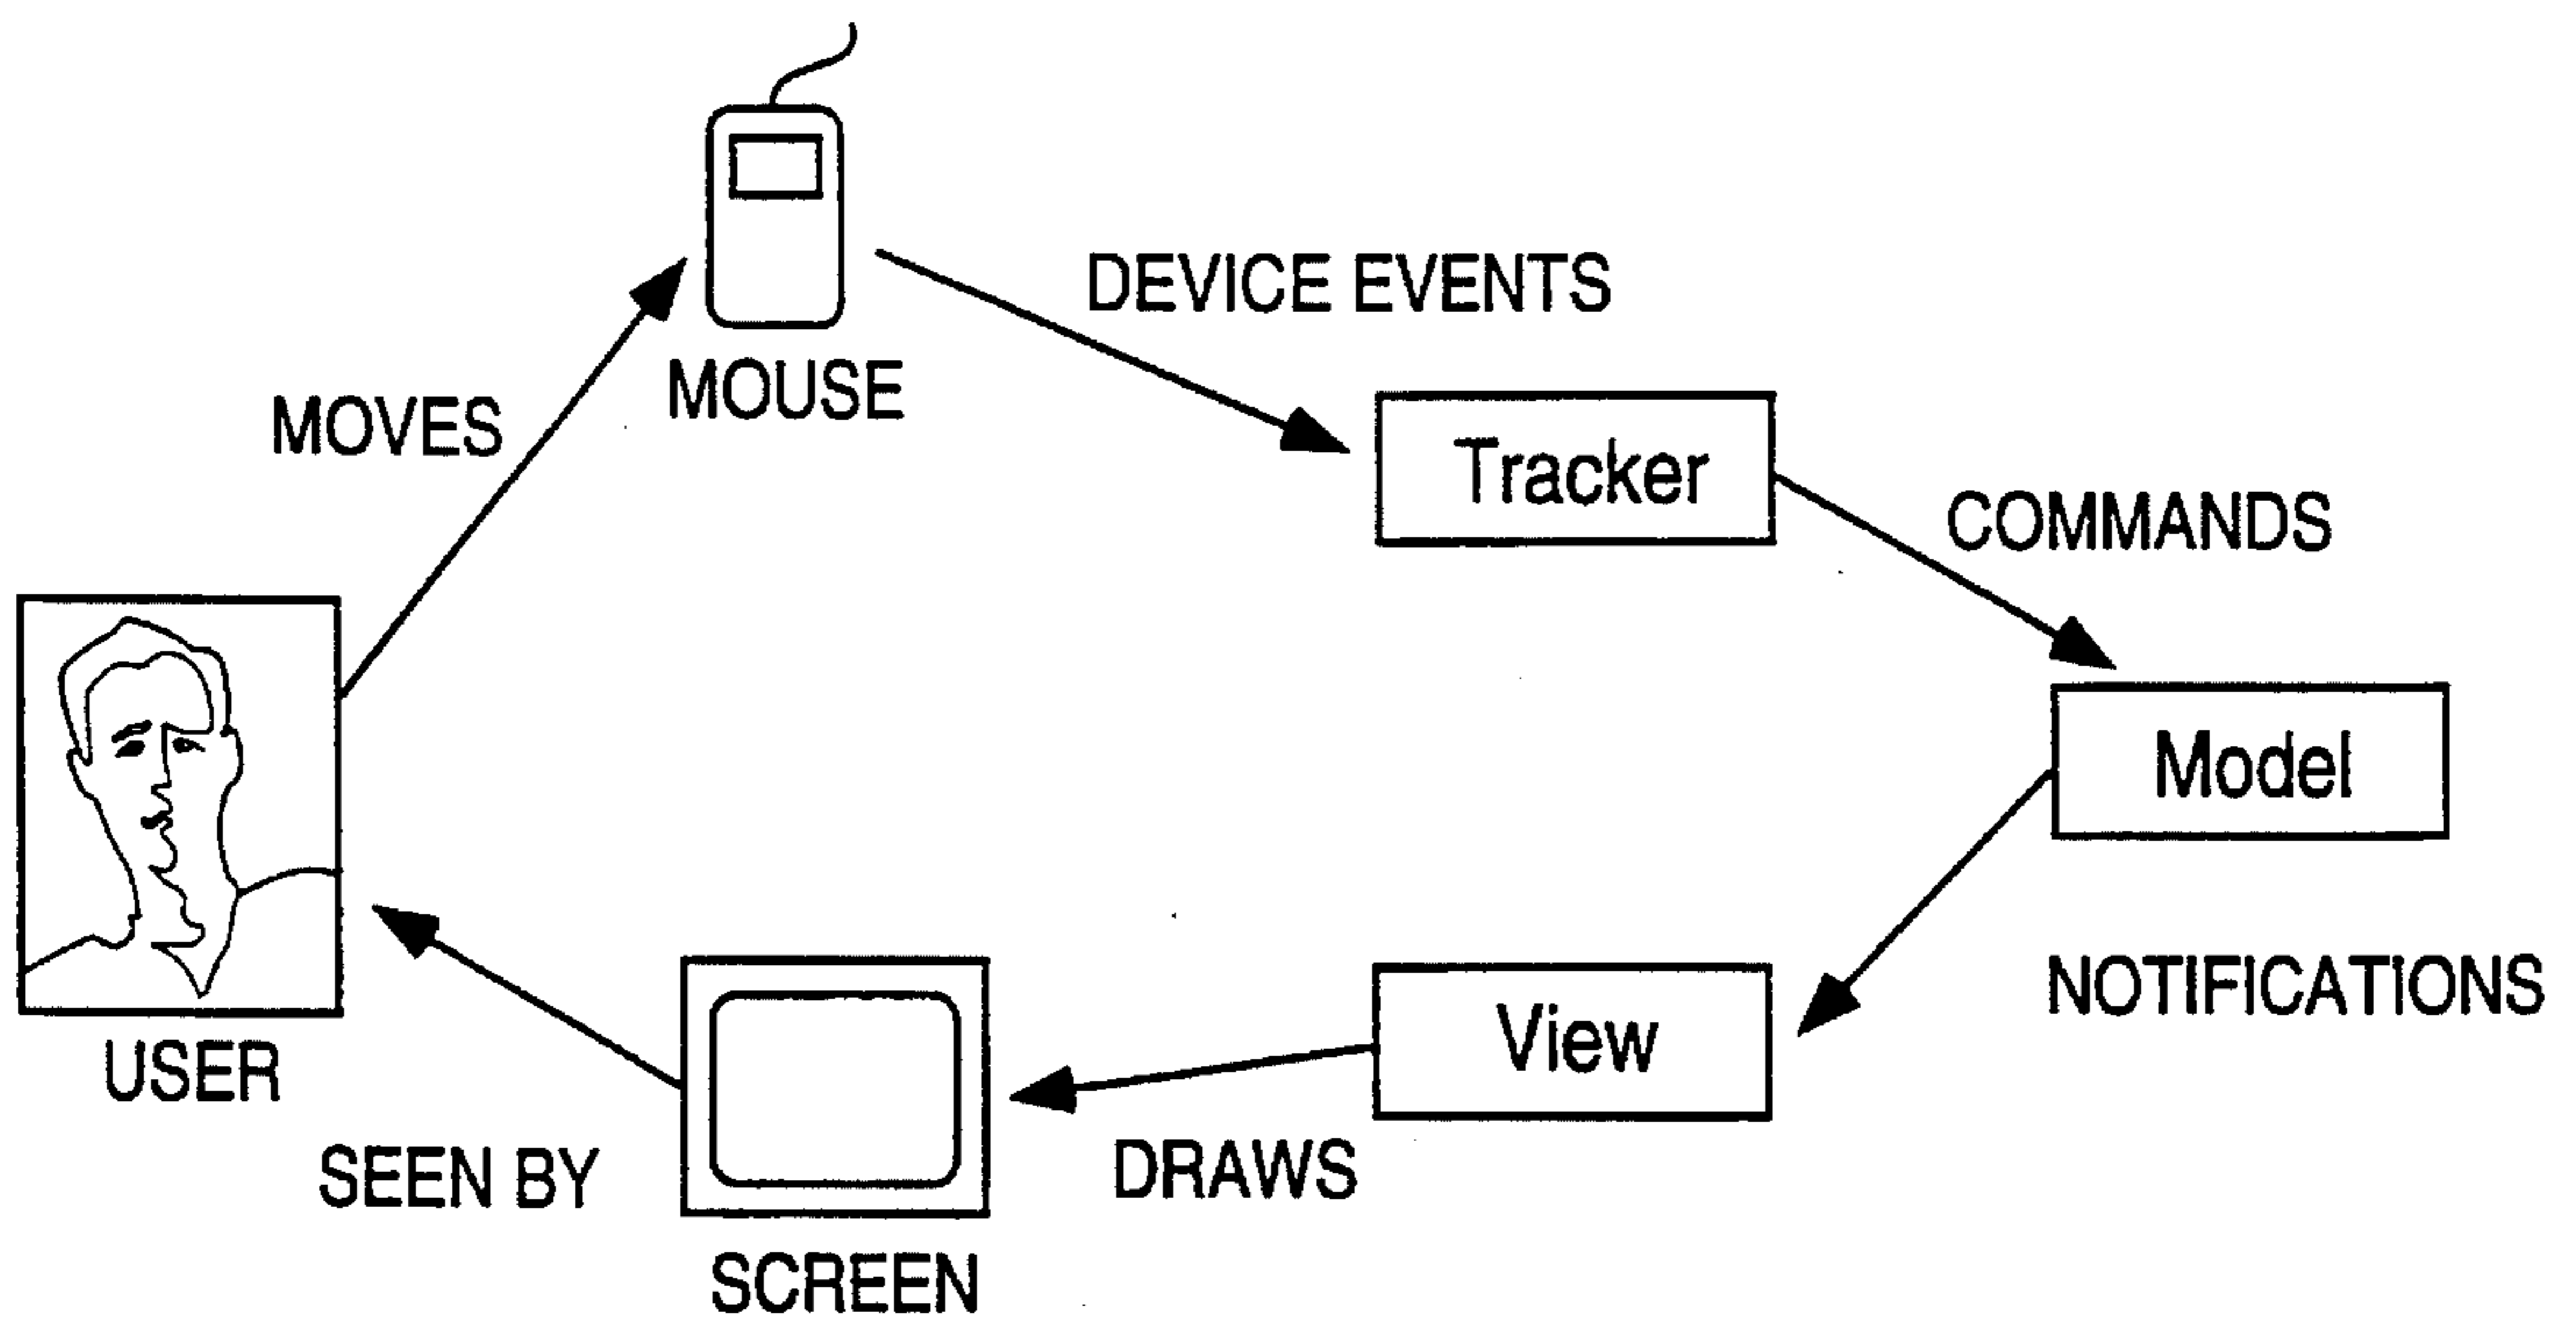 DEVICE EVENTS
MOUSE
MOVES
Tracker
COMMANDS
Model
NOTIFICATIONS
View
USER
DRAWS
SEEN BY
SCREEN